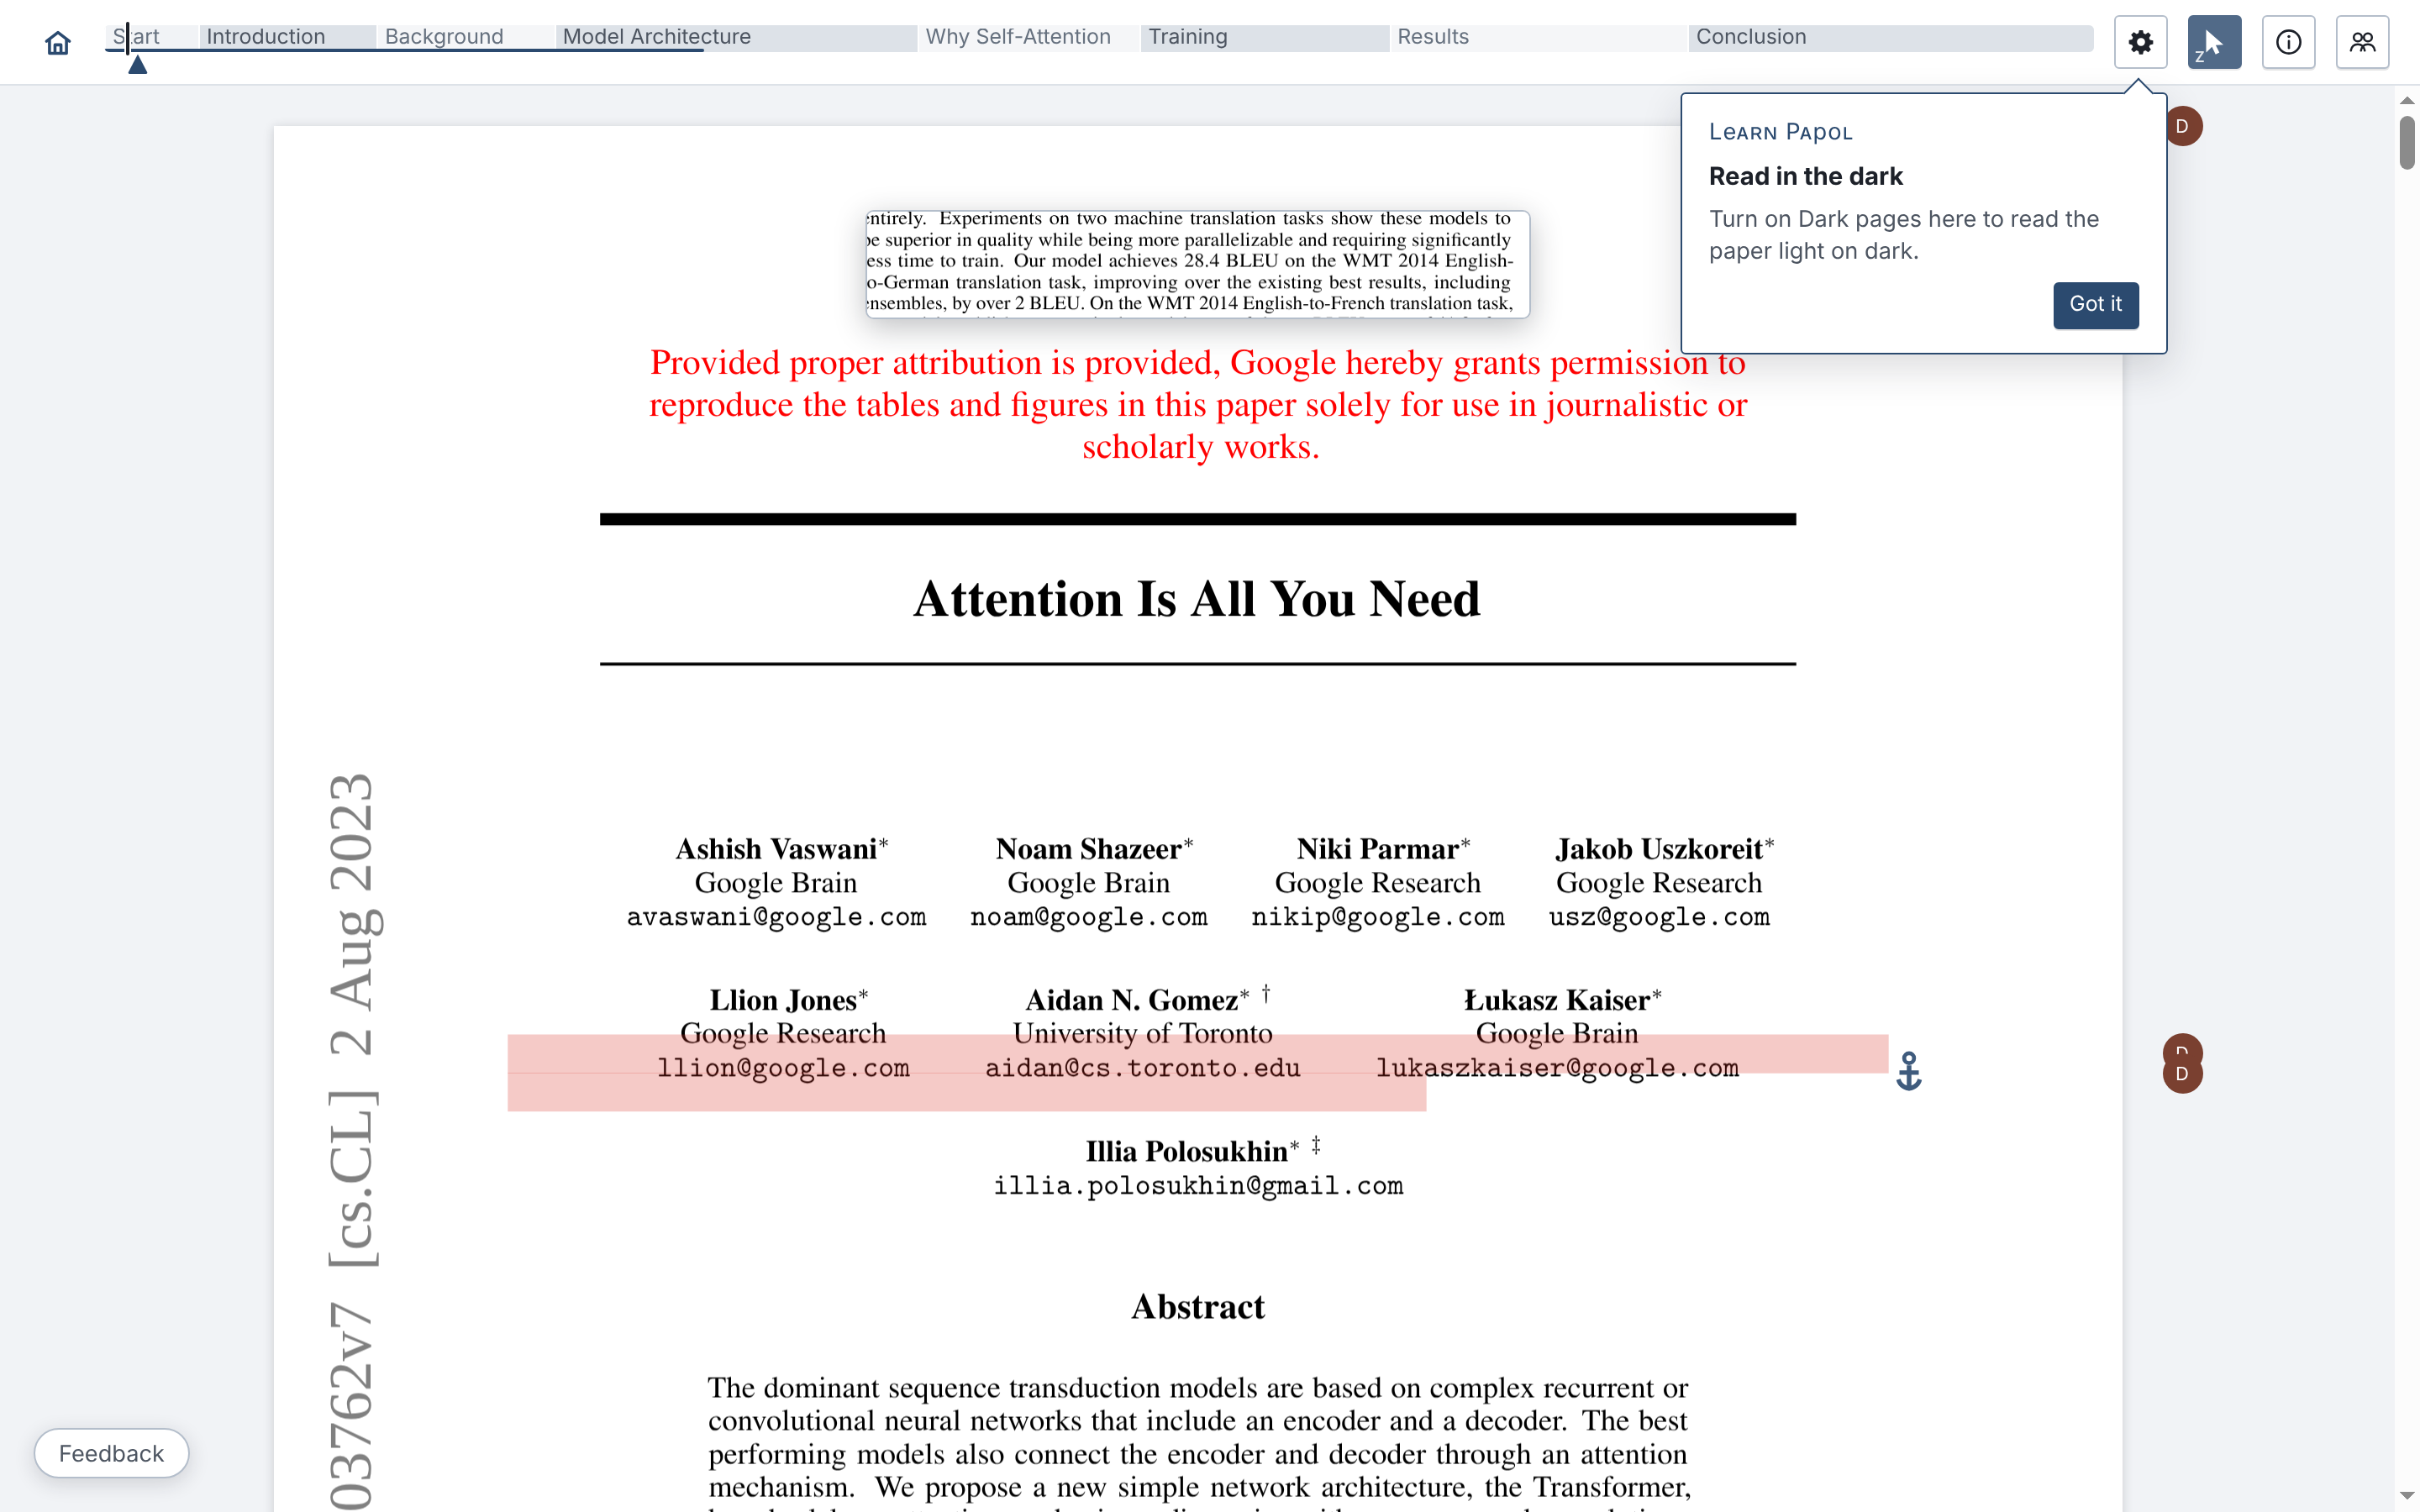 Start
Introduction
Background
Model Architecture
Why Self-Attention
Training
Results
Conclusion
Z
Learn Papol
Read in the dark
Turn on Dark pages here to read the
paper light on dark.
Got it
D
entirely. Experiments on two machine translation tasks show these models to
be superior in quality while being more parallelizable and requiring significantly
ess time to train. Our model achieves 28.4 BLEU on the WMT 2014 English-
o-German translation task, improving over the existing best results, including
ensembles, by over 2 BLEU. On the WMT 2014 English-to-French translation task,
Provided proper attribution is provided, Google hereby grants permission to
reproduce the tables and figures in this paper solely for use in journalistic or
scholarly works.
Attention Is All You Need
Ashish Vaswani* Noam Shazeer* Niki Parmar* Jakob Uszkoreit*
Google Brain Google Brain Google Research Google Research
avaswani@google.com noam@google.com nikip@google.com usz@google.com
Llion Jones* Aidan N. Gomez* † Łukasz Kaiser*
Google Research University of Toronto Google Brain
llion@google.com aidan@cs.toronto.edu lukaszkaiser@google.com
D
D
Illia Polosukhin* ‡
illia.polosukhin@gmail.com
03762v7 [cs.CL] 2 Aug 2023
Abstract
The dominant sequence transduction models are based on complex recurrent or
convolutional neural networks that include an encoder and a decoder. The best
performing models also connect the encoder and decoder through an attention
mechanism. We propose a new simple network architecture, the Transformer,
Feedback